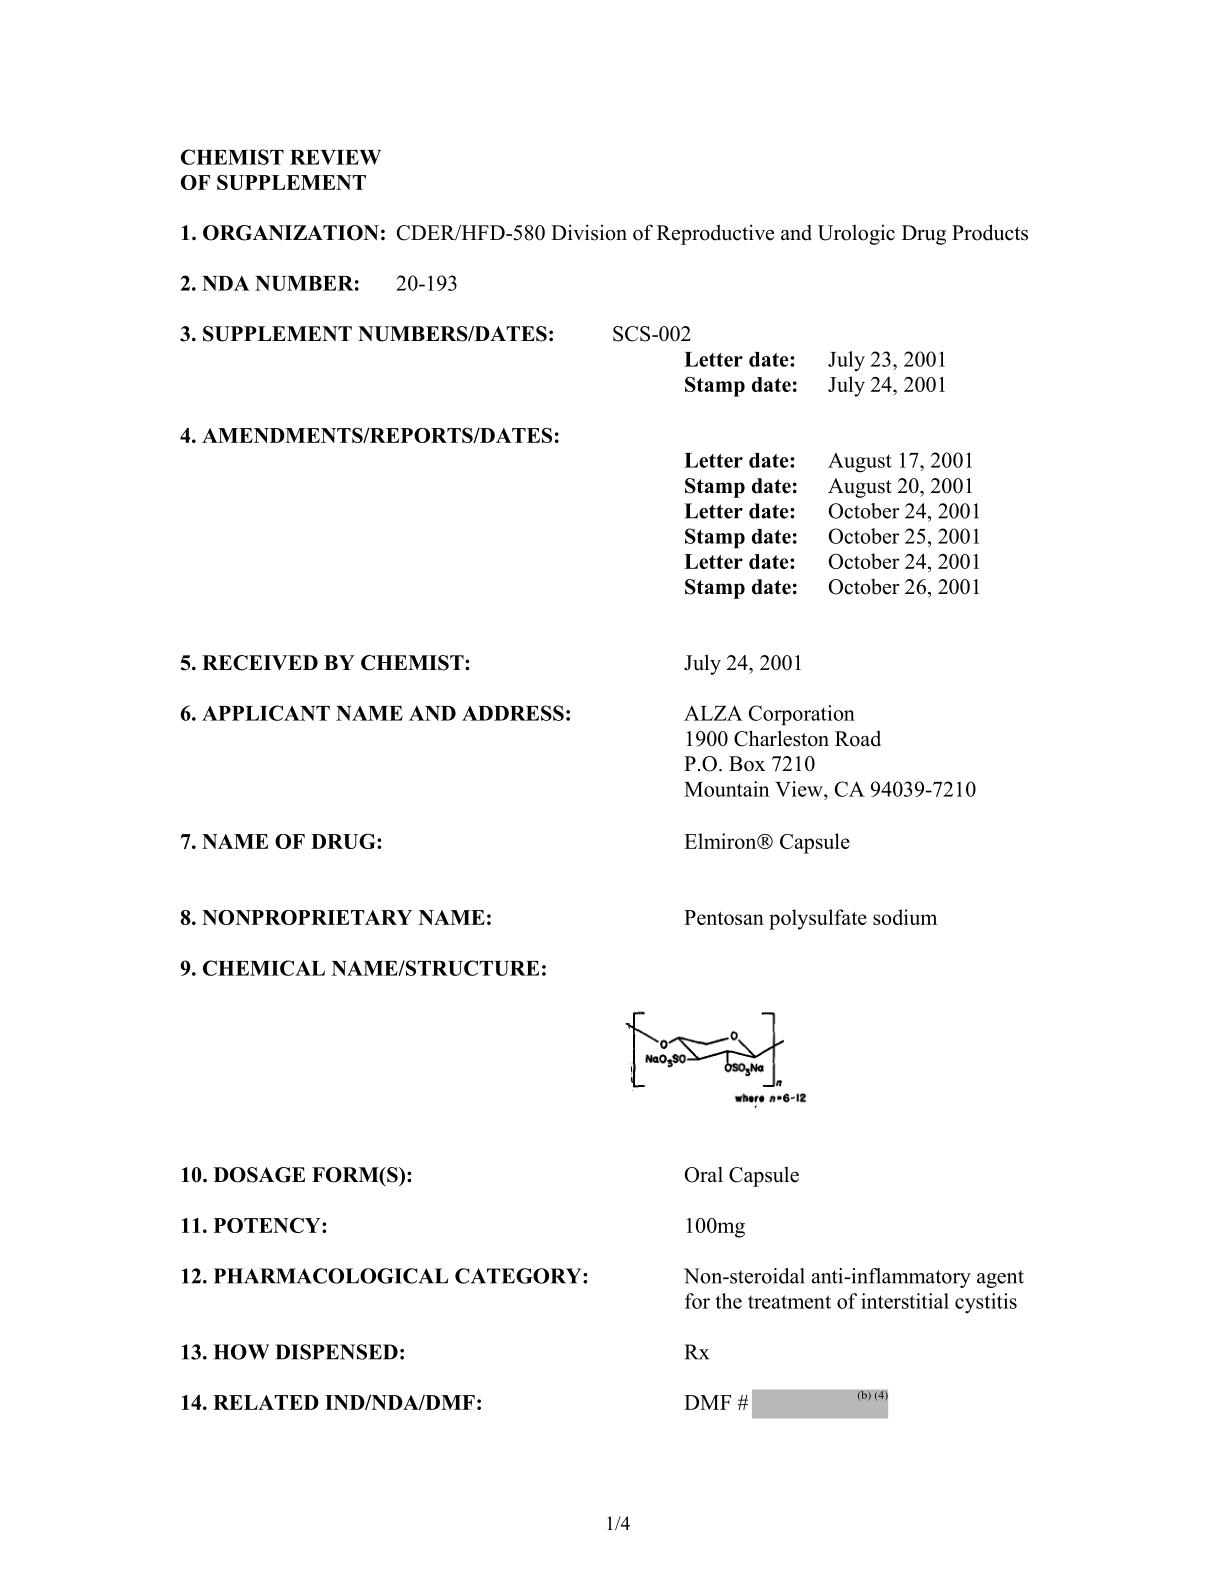 CHEMIST REVIEW
OF SUPPLEMENT
1. ORGANIZATION: CDER/HFD-580 Division of Reproductive and Urologic Drug Products
2. NDA NUMBER: 20-193
3. SUPPLEMENT NUMBERS/DATES: SCS-002
Letter date: July 23, 2001
Stamp date: July 24, 2001
4. AMENDMENTS/REPORTS/DATES:
Letter date: August 17, 2001
Stamp date: August 20, 2001
Letter date: October 24, 2001
Stamp date: October 25, 2001
Letter date: October 24, 2001
Stamp date: October 26, 2001
5. RECEIVED BY CHEMIST: July 24, 2001
6. APPLICANT NAME AND ADDRESS: ALZA Corporation
1900 Charleston Road
P.O. Box 7210
Mountain View, CA 94039-7210
7. NAME OF DRUG: Elmiron® Capsule
8. NONPROPRIETARY NAME: Pentosan polysulfate sodium
9. CHEMICAL NAME/STRUCTURE:
O
O
NaO₃SO
OSO₃Na
n
where n=6-12
10. DOSAGE FORM(S): Oral Capsule
11. POTENCY: 100mg
12. PHARMACOLOGICAL CATEGORY: Non-steroidal anti-inflammatory agent
for the treatment of interstitial cystitis
13. HOW DISPENSED: Rx
14. RELATED IND/NDA/DMF: DMF # (b) (4)
1/4